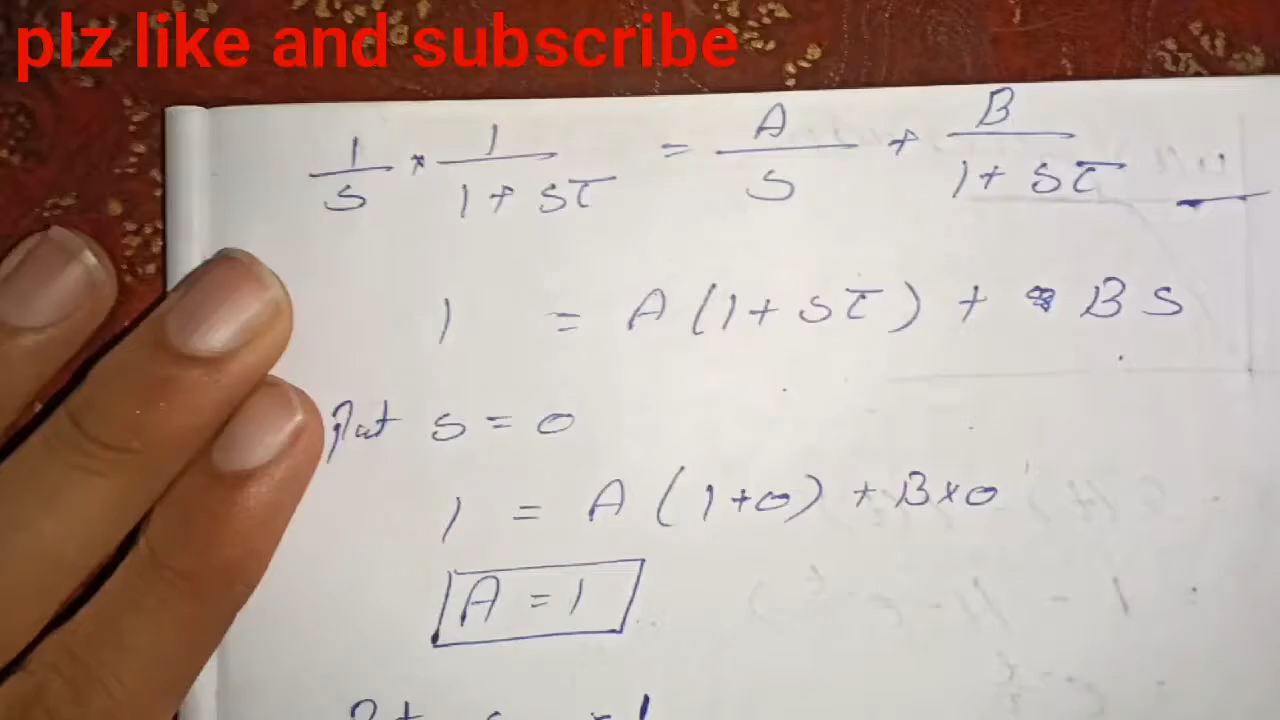 plz like and subscribe
1/s * 1/1+sτ = A/s + B/1+sτ
1 = A(1+sτ) + Bs
Put s = 0
1 = A(1+0) + B×0
A = 1